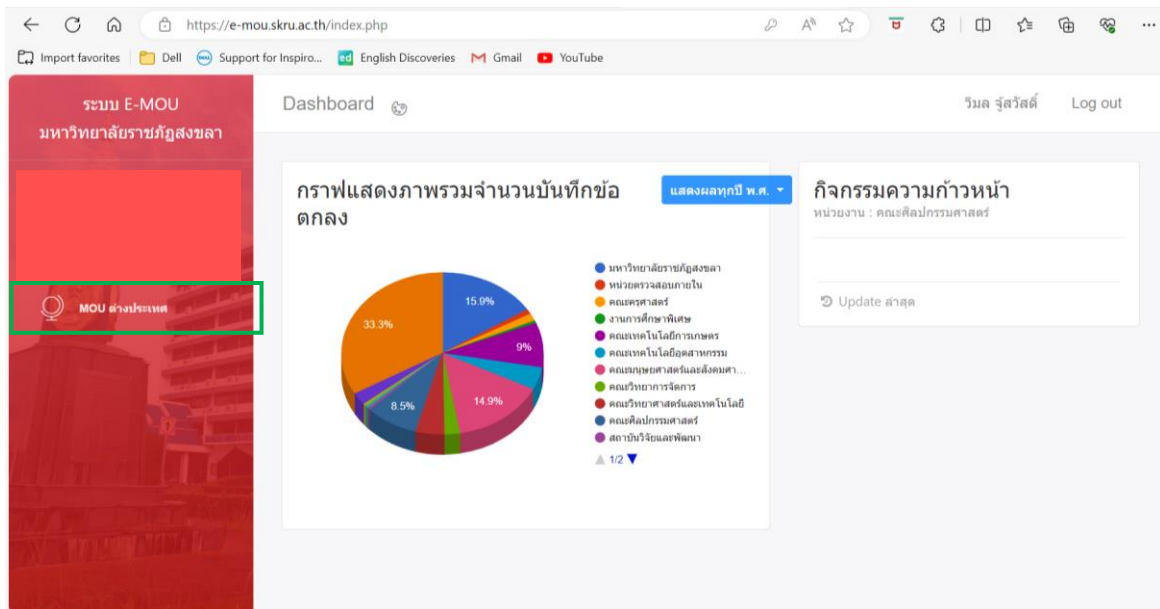 https://e-mou.skru.ac.th/index.php
Import favorites Dell Support for Inspiro... English Discoveries Gmail YouTube
ระบบ E-MOU
มหาวิทยาลัยราชภัฏสงขลา
MOU ต่างประเทศ
Dashboard
วิมล จู่สวัสดิ์ Log out
กราฟแสดงภาพรวมจำนวนบันทึกข้อ
ตกลง
แสดงผลทุกปี พ.ศ.
15.9%
9%
14.9%
8.5%
33.3%
มหาวิทยาลัยราชภัฏสงขลา
หน่วยตรวจสอบภายใน
คณะครุศาสตร์
งานการศึกษาพิเศษ
คณะเทคโนโลยีการเกษตร
คณะเทคโนโลยีอุตสาหกรรม
คณะมนุษยศาสตร์และสังคมศา...
คณะวิทยาการจัดการ
คณะวิทยาศาสตร์และเทคโนโลยี
คณะศิลปกรรมศาสตร์
สถาบันวิจัยและพัฒนา
1/2
กิจกรรมความก้าวหน้า
หน่วยงาน : คณะศิลปกรรมศาสตร์
Update ล่าสุด